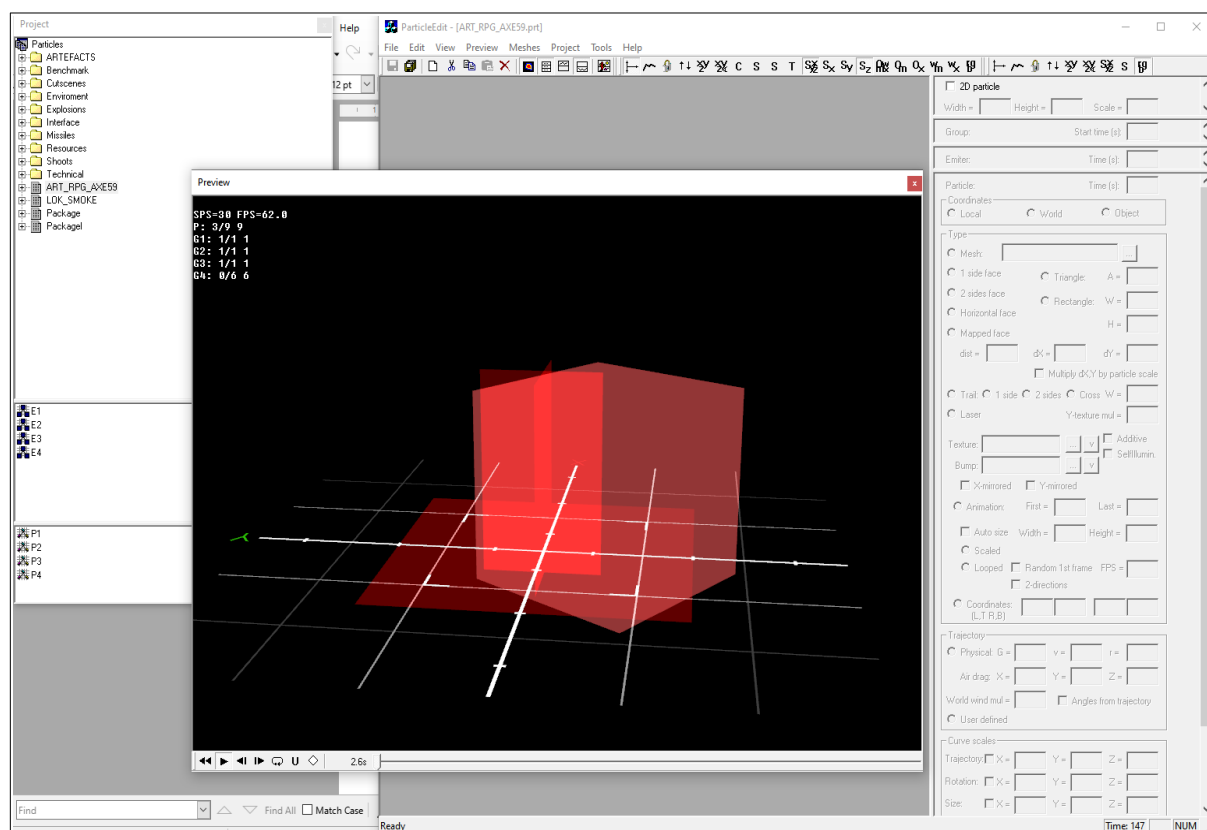 Project
Help
ParticleEdit - [ART_RPG_AXE59.prt]
File Edit View Preview Meshes Project Tools Help
12 pt
Particles
ARTEFACTS
Benchmark
Cutscenes
Enviroment
Explosions
Interface
Missiles
Resources
Shoots
Technical
ART_RPG_AXE59
LOK_SMOKE
Package
Package1
E1
E2
E3
E4
P1
P2
P3
P4
Preview
SPS=30 FPS=62.0
P: 3/9 9
G1: 1/1 1
G2: 1/1 1
G3: 1/1 1
G4: 0/6 6
U 2.6s
Find
Find All Match Case
Ready
Time: 147 NUM
2D particle
Width = Height = Scale =
Group: Start time (s):
Emiter: Time (s):
Particle: Time (s):
Coordinates
Local World Object
Type
Mesh: ...
1 side face Triangle: A =
2 sides face Rectangle: W =
Horizontal face H =
Mapped face
dist = dX = dY =
Multiply dX,Y by particle scale
Trail: 1 side 2 sides Cross W =
Laser Y-texture mul =
Texture: ... v Additive
SelfIllumin.
Bump: ... v
X-mirrored Y-mirrored
Animation: First = Last =
Auto size Width = Height =
Scaled
Looped Random 1st frame FPS =
2-directions
Coordinates:
(L,T R,B)
Trajectory
Physical: G = v = r =
Air drag: X = Y = Z =
World wind mul = Angles from trajectory
User defined
Curve scales
Trajectory: X = Y = Z =
Rotation: X = Y = Z =
Size: X = Y = Z =